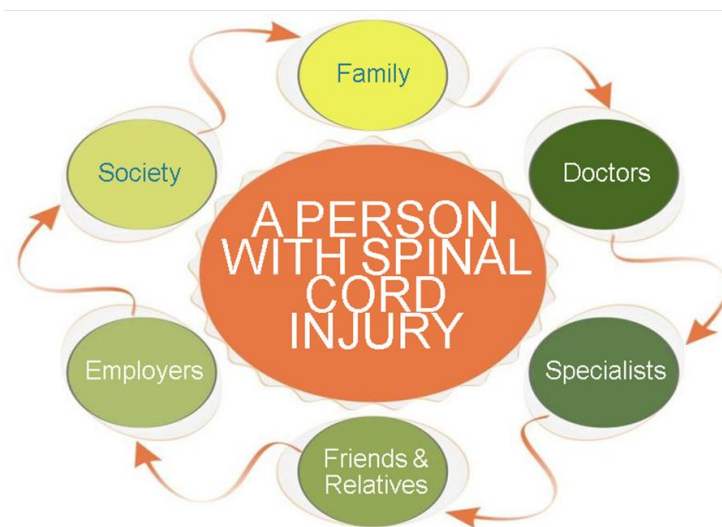 Family
Doctors
Specialists
Friends &
Relatives
Employers
Society
A PERSON
WITH SPINAL
CORD
INJURY